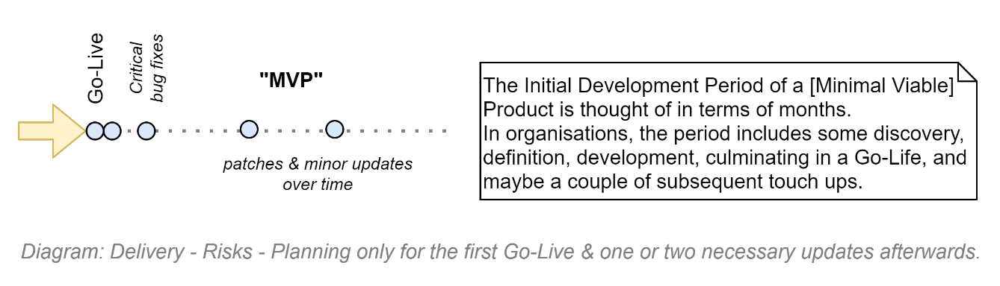 Go-Live
Critical
bug fixes
"MVP"
patches & minor updates
over time
The Initial Development Period of a [Minimal Viable]
Product is thought of in terms of months.
In organisations, the period includes some discovery,
definition, development, culminating in a Go-Life, and
maybe a couple of subsequent touch ups.
Diagram: Delivery - Risks - Planning only for the first Go-Live & one or two necessary updates afterwards.